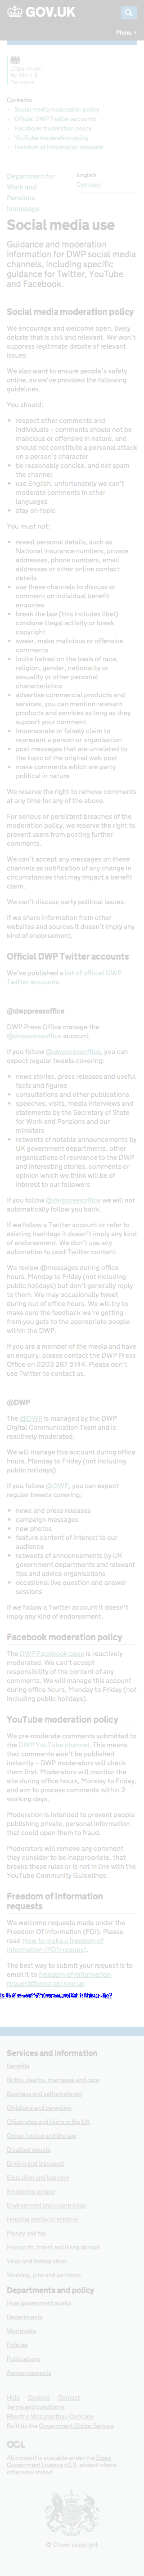 GOV.UK
Menu
Department
for Work &
Pensions
Contents
Social media moderation policy
Official DWP Twitter accounts
Facebook moderation policy
YouTube moderation policy
Freedom of Information requests
Department for
Work and
Pensions
homepage
English
Cymraeg
Social media use
Guidance and moderation
information for DWP social media
channels, including specific
guidance for Twitter, YouTube
and Facebook.
Social media moderation policy
We encourage and welcome open, lively
debate that is civil and relevant. We won't
suppress legitimate debate of relevant
issues.
We also want to ensure people's safety
online, so we've provided the following
guidelines.
You should:
respect other comments and
individuals – comments should not be
malicious or offensive in nature, and
should not constitute a personal attack
on a person's character
be reasonably concise, and not spam
the channel
use English, unfortunately we can't
moderate comments in other
languages
stay on-topic
You must not:
reveal personal details, such as
National Insurance numbers, private
addresses, phone numbers, email
addresses or other online contact
details
use these channels to discuss or
comment on individual benefit
enquiries
break the law (this includes libel)
condone illegal activity or breach
copyright
swear, make malicious or offensive
comments
incite hatred on the basis of race,
religion, gender, nationality or
sexuality or other personal
characteristics
advertise commercial products and
services, you can mention relevant
products and services as long as they
support your comment
impersonate or falsely claim to
represent a person or organisation
post messages that are unrelated to
the topic of the original web post
make comments which are party
political in nature
We reserve the right to remove comments
at any time for any of the above.
For serious or persistent breaches of the
moderation policy, we reserve the right to
prevent users from posting further
comments.
We can't accept any messages on these
channels as notification of any change in
circumstances that may impact a benefit
claim.
We can't discuss party political issues.
If we share information from other
websites and sources it doesn't imply any
kind of endorsement.
Official DWP Twitter accounts
We've published a list of official DWP
Twitter accounts.
@dwppressoffice
DWP Press Office manage the
@dwppressoffice account.
If you follow @dwppressoffice, you can
expect regular tweets covering:
news stories, press releases and useful
facts and figures
consultations and other publications
speeches, visits, media interviews and
statements by the Secretary of State
for Work and Pensions and our
ministers
retweets of notable announcements by
UK government departments, other
organisations of relevance to the DWP
and interesting stories, comments and
opinion, which we think will be of
interest to our followers
If you follow @dwppressoffice we will not
automatically follow you back.
If we follow a Twitter account or tweet to
existing hashtags it doesn't imply any kind
of endorsement. We don't use any
automation to post Twitter content.
We review @messages during office
hours, Monday to Friday (not including
public holidays) but don't generally reply
to them. We may occasionally tweet
during out of office hours. We will try to
make sure the feedback we're getting
from you gets to the appropriate people
within the DWP.
If you are a member of the media and have
an enquiry, please contact the DWP Press
Office on 0203 267 5144. Please don't
use Twitter to contact us.
@DWP
The @DWP is managed by the DWP
Digital Communication Team and is
reactively moderated.
We will manage this account during office
hours, Monday to Friday (not including
public holidays).
If you follow @DWP, you can expect
regular tweets covering:
news and press releases
campaign messages
new photos
feature content of interest to our
audience
retweets of announcements by UK
government departments and relevant
tips and advice organisations
occasional live question and answer
sessions
If we follow a Twitter account it doesn't
imply any kind of endorsement.
Facebook moderation policy
The DWP Facebook page is reactively
moderated. We can't accept
responsibility of the content of any
comments. We will manage this account
during office hours, Monday to Friday (not
including public holidays).
YouTube moderation policy
We pre moderate comments submitted to
the DWP YouTube channel. This means
that comments won't be published
instantly – DWP moderators will check
them first. Moderators will monitor the
site during office hours, Monday to Friday,
and aim to post comments within 2
working days.
Moderation is intended to prevent people
publishing private, personal information
that could open them to fraud.
Moderators will remove any comment
they consider to be inappropriate, that
breaks these rules or is not in line with the
YouTube Community Guidelines.
Freedom of Information
requests
We welcome requests made under the
Freedom Of Information (FOI). Please
read How to make a freedom of
information (FOI) request.
The best way to submit your request is to
email it to freedom-of-information-
request@dwp.gsi.gov.uk
Services and information
Benefits
Births, deaths, marriages and care
Business and self-employed
Childcare and parenting
Citizenship and living in the UK
Crime, justice and the law
Disabled people
Driving and transport
Education and learning
Employing people
Environment and countryside
Housing and local services
Money and tax
Passports, travel and living abroad
Visas and immigration
Working, jobs and pensions
Departments and policy
How government works
Departments
Worldwide
Policies
Publications
Announcements
Help Cookies Contact
Terms and conditions
Rhestr o Wasanaethau Cymraeg
Built by the Government Digital Service
OGL
All content is available under the Open
Government Licence v3.0, except where
otherwise stated
© Crown copyright